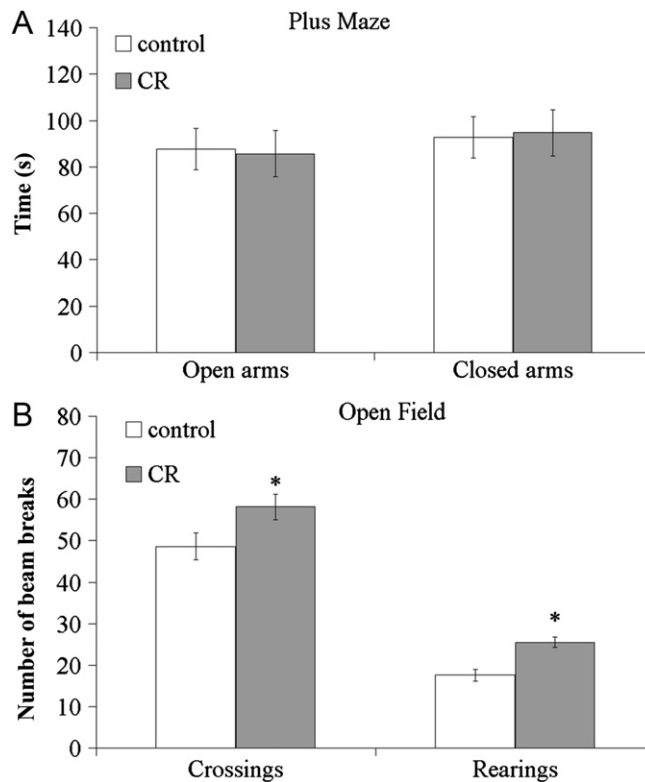 A
Plus Maze
140
120
100
80
60
40
20
0
Time (s)
control
CR
Open arms
Closed arms
B
Open Field
80
70
60
50
40
30
20
10
0
Number of beam breaks
control
CR
*
*
Crossings
Rearings